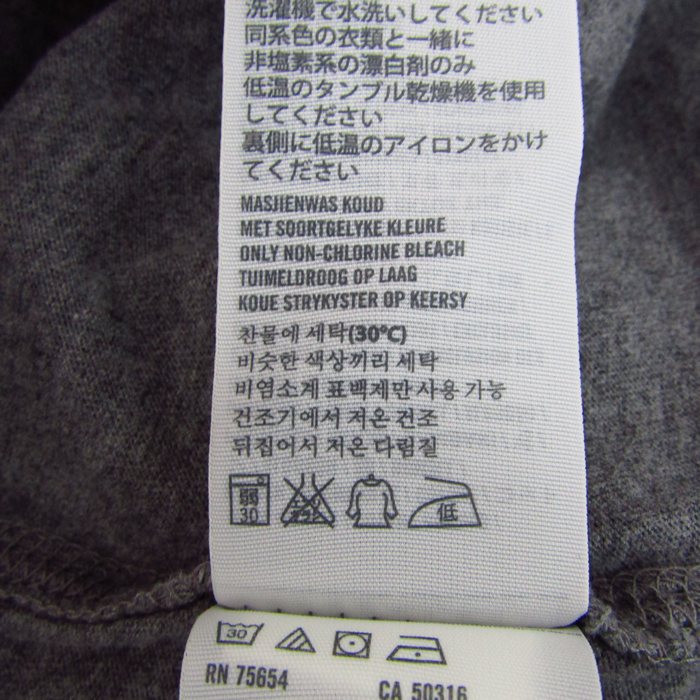 洗濯機で水洗いしてください
同系色の衣類と一緒に
非塩素系の漂白剤のみ
低温のタンブル乾燥機を使用
してください
裏側に低温のアイロンをかけ
てください
MASJIENWAS KOUD
MET SOORTGELYKE KLEURE
ONLY NON-CHLORINE BLEACH
TUIMELDROOG OP LAAG
KOUE STRYKYSTER OP KEERSY
찬물에 세탁(30°C)
비슷한 색상끼리 세탁
비염소계 표백제만 사용 가능
건조기에서 저온 건조
뒤집어서 저온 다림질
弱 低
30
30
RN 75654 CA 50316